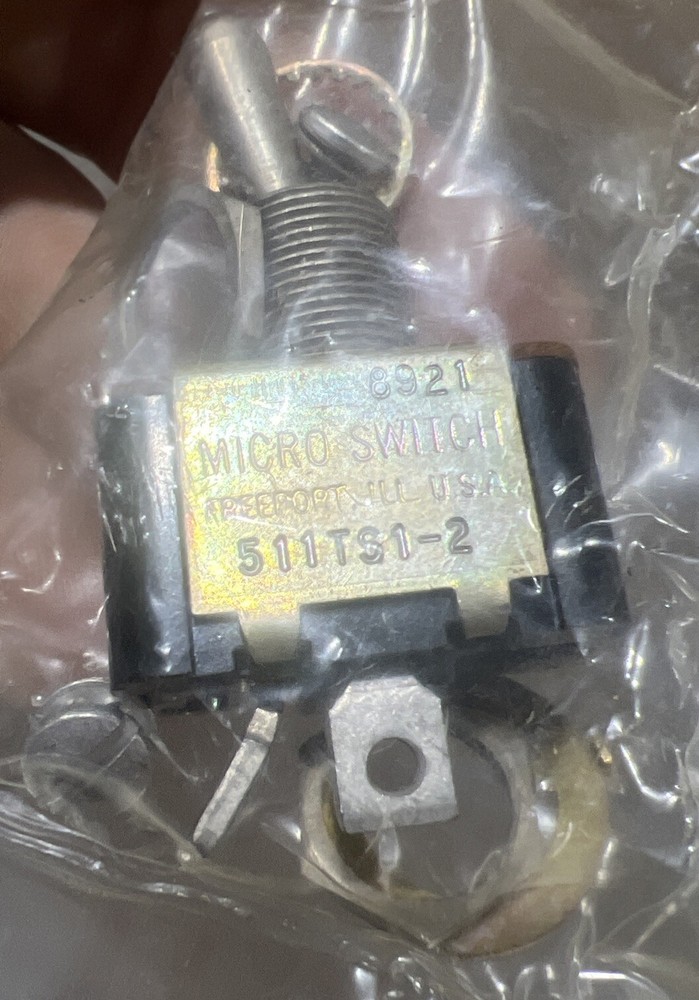 8921
MICRO SWITCH
FREEPORT, ILL. U.S.A.
511TS1-2